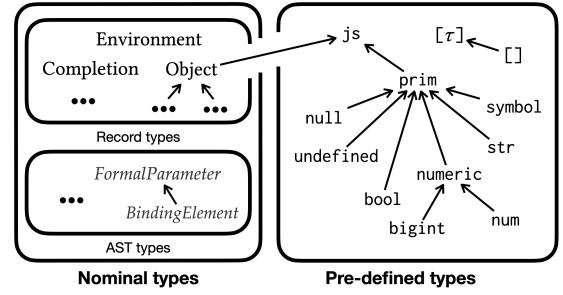 Environment
Completion
Object
•••
•••
•••
Record types
FormalParameter
•••
BindingElement
AST types
Nominal types
js
[τ]
[]
prim
null
symbol
undefined
str
numeric
bool
num
bigint
Pre-defined types